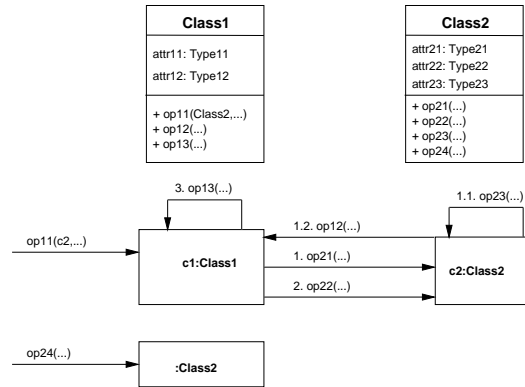 Class1
attr11: Type11
attr12: Type12
+ op11(Class2,...)
+ op12(...)
+ op13(...)
Class2
attr21: Type21
attr22: Type22
attr23: Type23
+ op21(...)
+ op22(...)
+ op23(...)
+ op24(...)
3. op13(...)
1.1. op23(...)
op11(c2,...)
1.2. op12(...)
c1:Class1
1. op21(...)
c2:Class2
2. op22(...)
op24(...)
:Class2